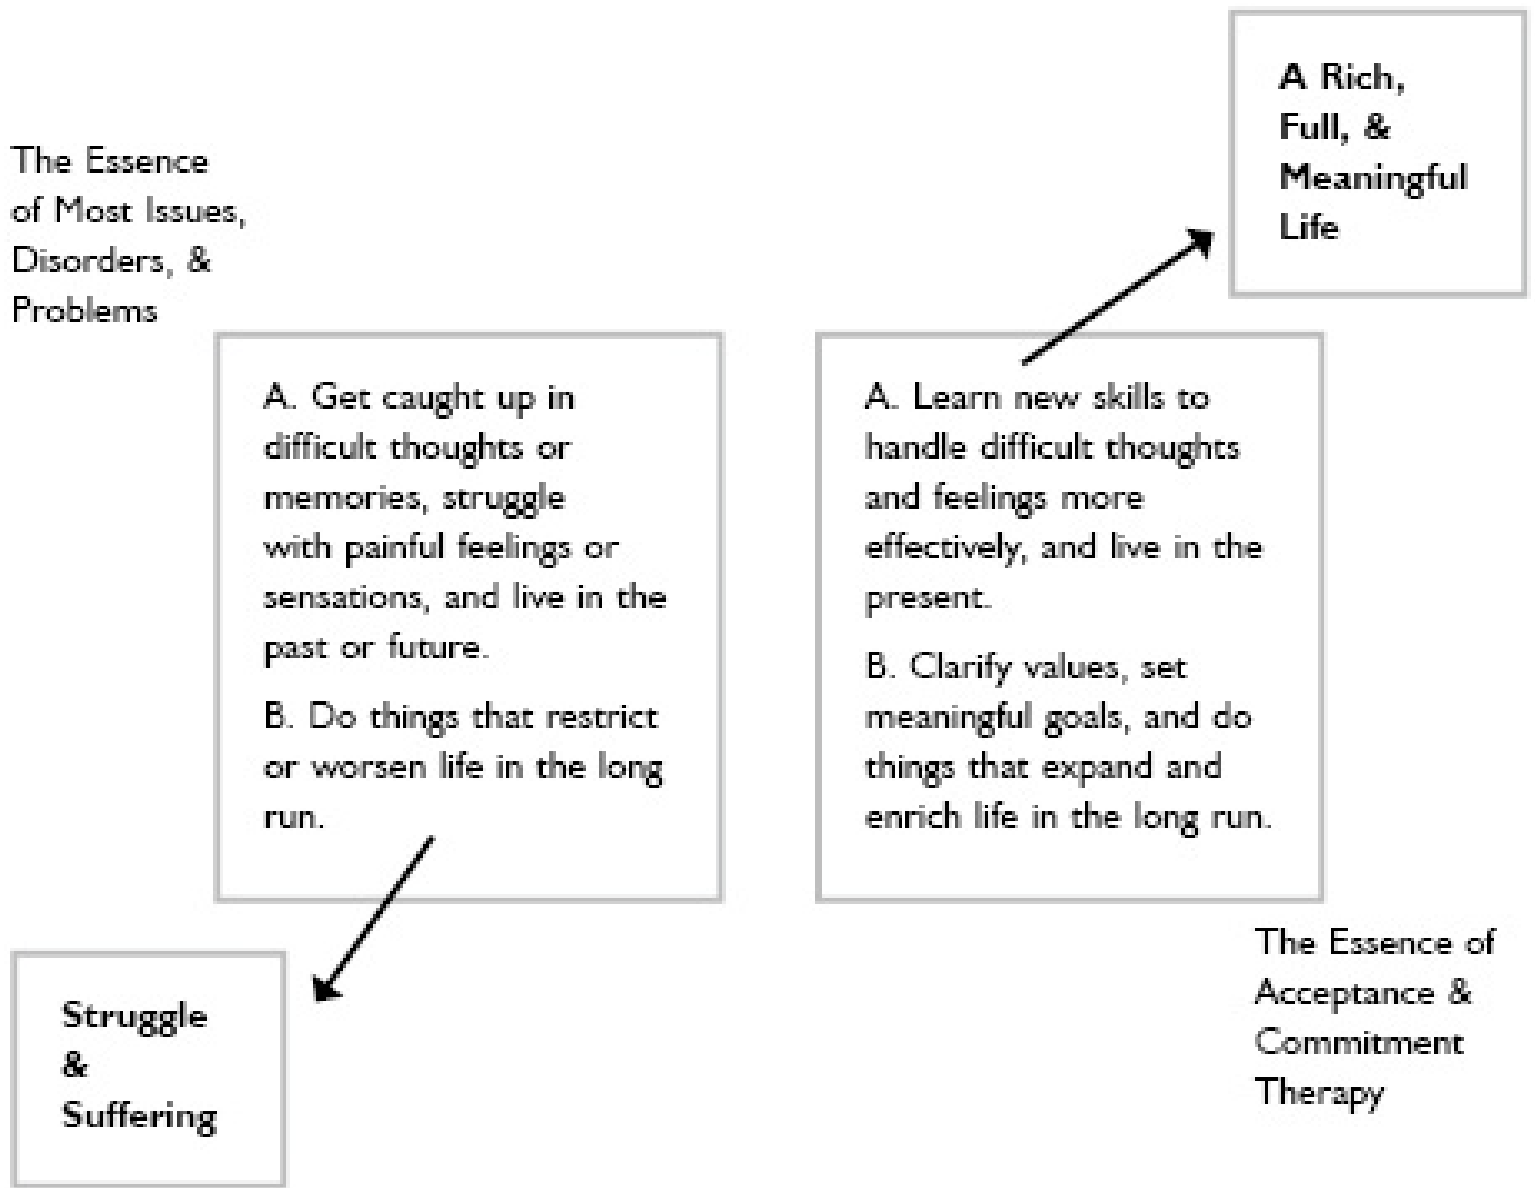 The Essence
of Most Issues,
Disorders, &
Problems
A. Get caught up in
difficult thoughts or
memories, struggle
with painful feelings or
sensations, and live in the
past or future.
B. Do things that restrict
or worsen life in the long
run.
Struggle
&
Suffering
A Rich,
Full, &
Meaningful
Life
A. Learn new skills to
handle difficult thoughts
and feelings more
effectively, and live in the
present.
B. Clarify values, set
meaningful goals, and do
things that expand and
enrich life in the long run.
The Essence of
Acceptance &
Commitment
Therapy